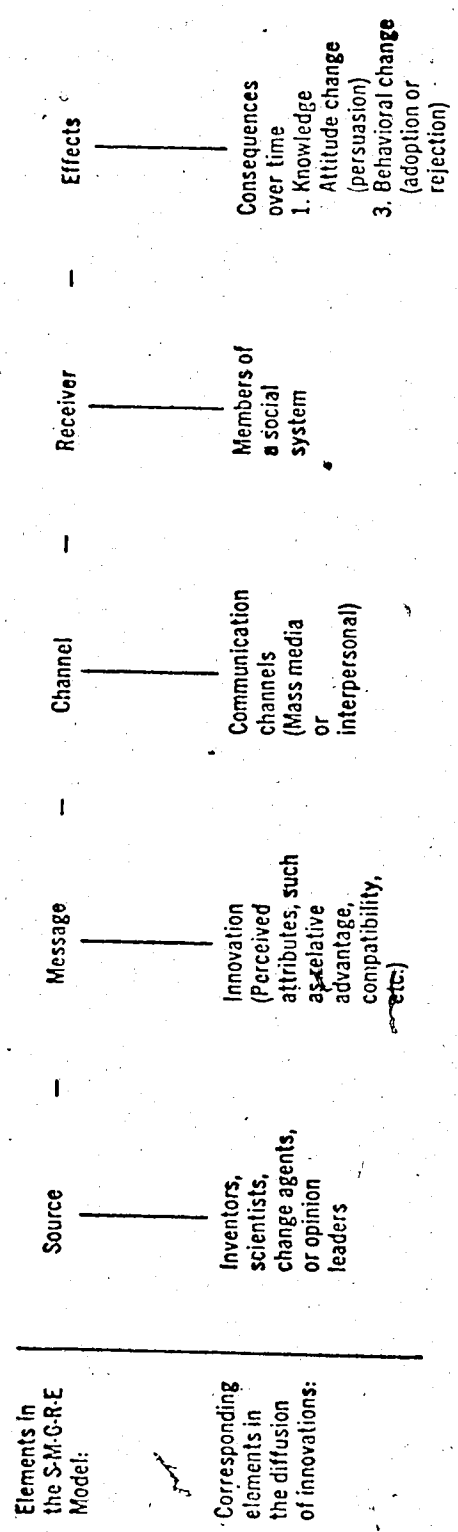 Elements in
the S-M-C-R-E
Model:
Source — Message — Channel — Receiver — Effects
Corresponding
elements in
the diffusion
of innovations:
Inventors,
scientists,
change agents,
or opinion
leaders
Innovation
(Perceived
attributes, such
as relative
advantage,
compatibility,
etc.)
Communication
channels
(Mass media
or
interpersonal)
Members of
a social
system
Consequences
over time
1. Knowledge
Attitude change
(persuasion)
3. Behavioral change
(adoption or
rejection)